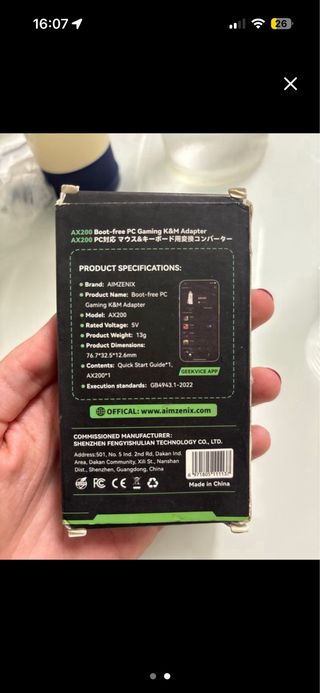 16:07
26
AX200 Boot-free PC Gaming K&M Adapter
AX200 PC対応 マウス&キーボード用変換コンバーター
PRODUCT SPECIFICATIONS:
Brand: AIMZENIX
Product Name: Boot-free PC
Gaming K&M Adapter
Model: AX200
Rated Voltage: 5V
Product Weight: 13g
Product Dimensions:
76.7*32.5*12.6mm
Contents: Quick Start Guide*1,
AX200*1
Execution standards: GB4943.1-2022
GEEKVICE APP
OFFICAL: www.aimzenix.com
COMMISSIONED MANUFACTURER:
SHENZHEN FENGYISHULIAN TECHNOLOGY CO., LTD.
Address:501, No. 5 Ind. 2nd Rd, Dakan Ind.
Area, Dakan Community, Xili St., Nanshan
Dist., Shenzhen, Guangdong, China
FC CE
Made in China